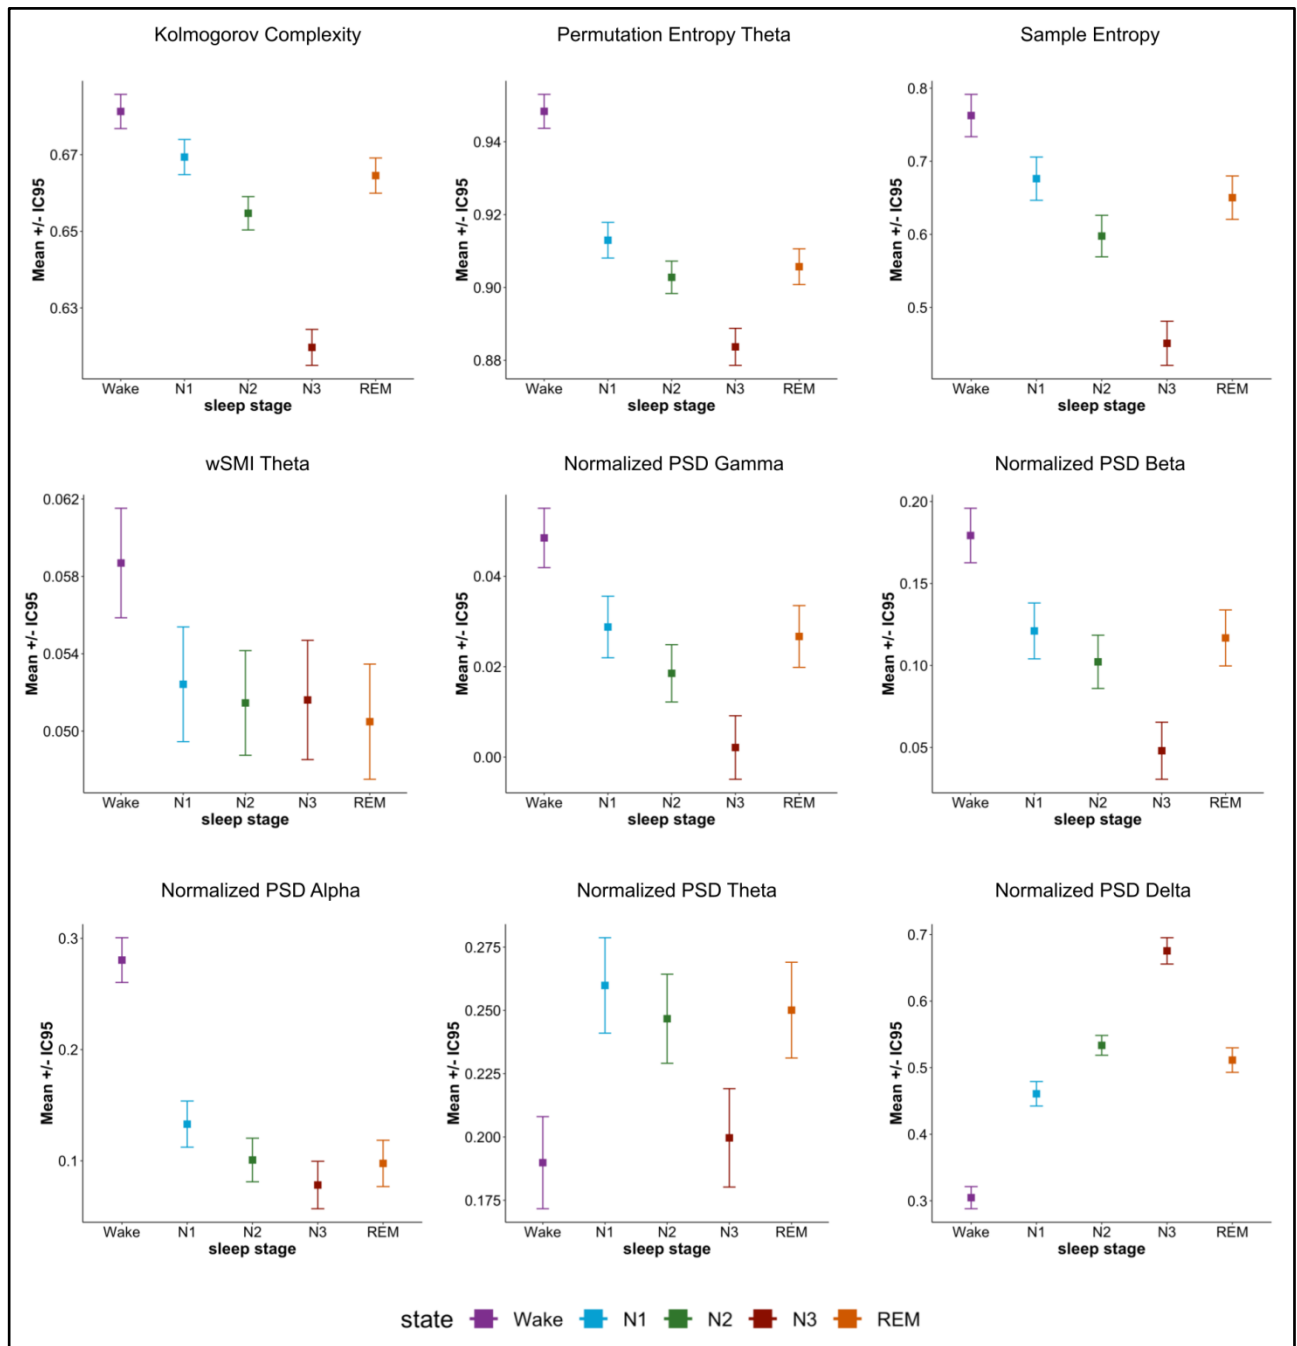 Kolmogorov Complexity
Permutation Entropy Theta
Sample Entropy
Mean +/- IC95
0.67
0.65
0.63
Wake N1 N2 N3 REM
sleep stage
Mean +/- IC95
0.94
0.92
0.90
0.88
Wake N1 N2 N3 REM
sleep stage
Mean +/- IC95
0.8
0.7
0.6
0.5
Wake N1 N2 N3 REM
sleep stage
wSMI Theta
Normalized PSD Gamma
Normalized PSD Beta
Mean +/- IC95
0.062
0.058
0.054
0.050
Wake N1 N2 N3 REM
sleep stage
Mean +/- IC95
0.04
0.02
0.00
Wake N1 N2 N3 REM
sleep stage
Mean +/- IC95
0.20
0.15
0.10
0.05
Wake N1 N2 N3 REM
sleep stage
Normalized PSD Alpha
Normalized PSD Theta
Normalized PSD Delta
Mean +/- IC95
0.3
0.2
0.1
Wake N1 N2 N3 REM
sleep stage
Mean +/- IC95
0.275
0.250
0.225
0.200
0.175
Wake N1 N2 N3 REM
sleep stage
Mean +/- IC95
0.7
0.6
0.5
0.4
0.3
Wake N1 N2 N3 REM
sleep stage
state Wake N1 N2 N3 REM